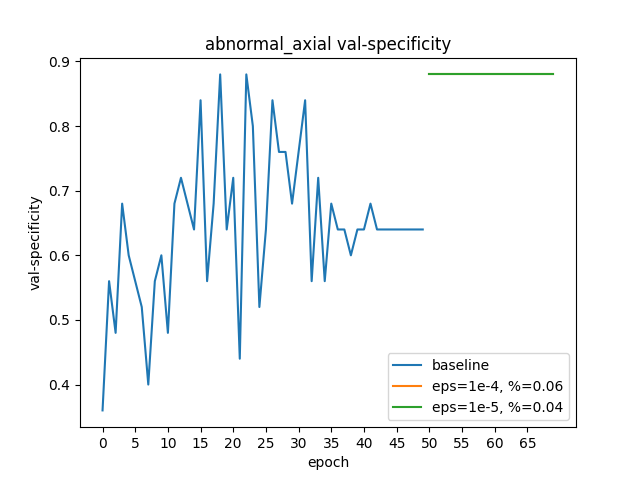 abnormal_axial val-specificity
0.9
0.8
0.7
0.6
0.5
0.4
val-specificity
baseline
eps=1e-4, %=0.06
eps=1e-5, %=0.04
0 5 10 15 20 25 30 35 40 45 50 55 60 65
epoch